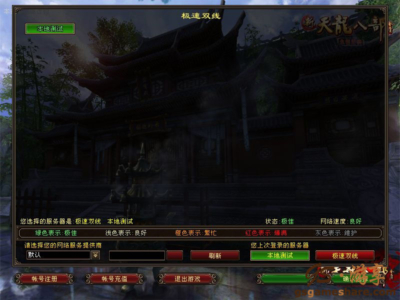 极速双线
天龍八部
本地测试
您选择的服务器是 极速双线 本地测试 状态:极佳 网络速度:良好
绿色表示:极佳 浅色表示:良好 橙色表示:繁忙 红色表示:爆满 灰色表示:维护
请选择您的网络服务提供商 您上次登录的服务器
默认 刷新 本地测试 极速双线
帐号注册 帐号充值 退出游戏